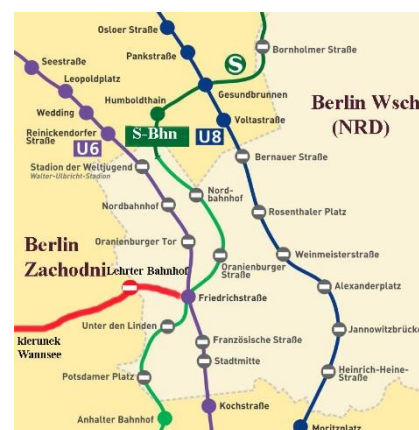 Osloer Straße
Seestraße
Pankstraße
Bornholmer Straße
Leopoldplatz
S
Humboldthain
Gesundbrunnen
Wedding
Berlin Wsch
(NRD)
Reinickendorfer
Straße
U6
S-Bhn
U8
Voltastraße
Stadion der Weltjugend
Walter-Ulbricht-Stadion
Bernauer Straße
Nord-
bahnhof
Nordbahnhof
Rosenthaler Platz
Oranienburger Tor
Berlin
Zachodni
Weinmeisterstraße
Lehrter Bahnhof
Oranienburger
Straße
Alexanderplatz
Friedrichstraße
Unter den Linden
Jannowitzbrücke
kierunek
Wannsee
Französische Straße
Stadtmitte
Heinrich-Heine-
Straße
Potsdamer Platz
Kochstraße
Anhalter Bahnhof
Moritzplatz